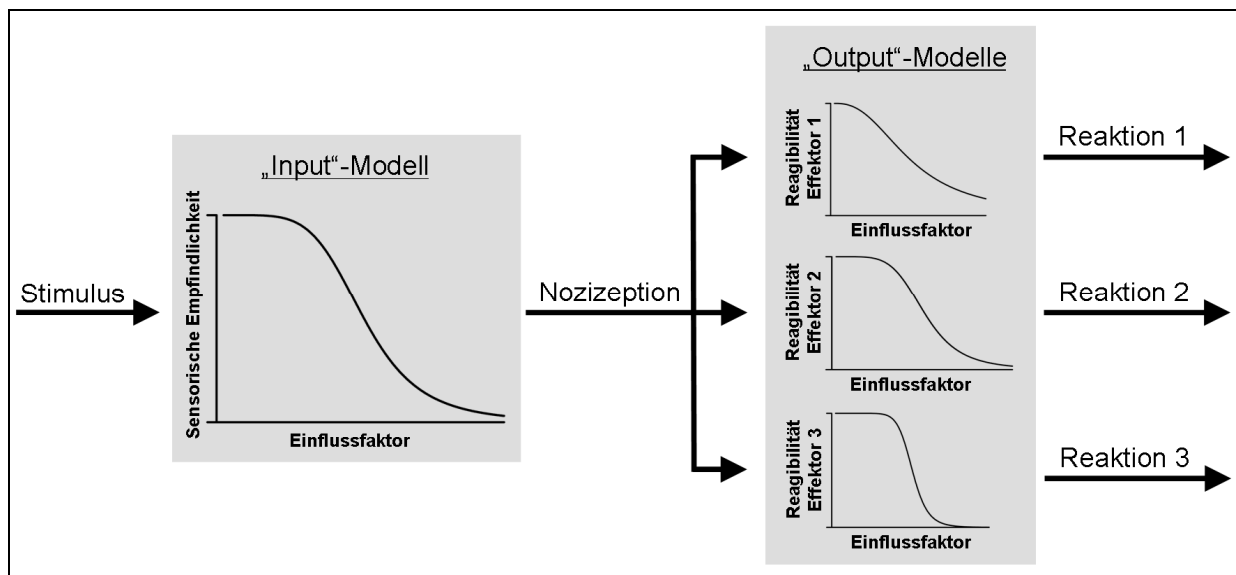 Stimulus
„Input“-Modell
Sensorische Empfindlichkeit
Einflussfaktor
Nozizeption
„Output“-Modelle
Reagibilität
Effektor 1
Einflussfaktor
Reaktion 1
Reagibilität
Effektor 2
Einflussfaktor
Reaktion 2
Reagibilität
Effektor 3
Einflussfaktor
Reaktion 3